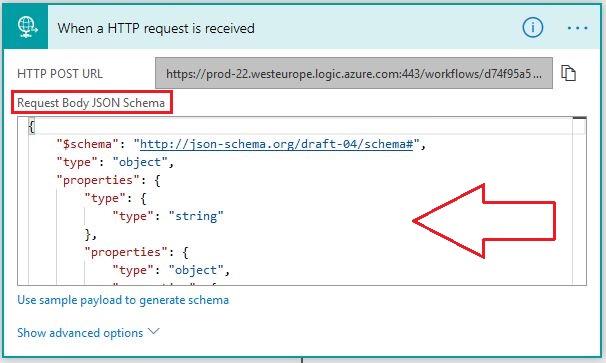 When a HTTP request is received
HTTP POST URL
https://prod-22.westeurope.logic.azure.com:443/workflows/d74f95a5...
Request Body JSON Schema
{
"$schema": "http://json-schema.org/draft-04/schema#",
"type": "object",
"properties": {
"type": {
"type": "string"
},
"properties": {
"type": "object",
Use sample payload to generate schema
Show advanced options